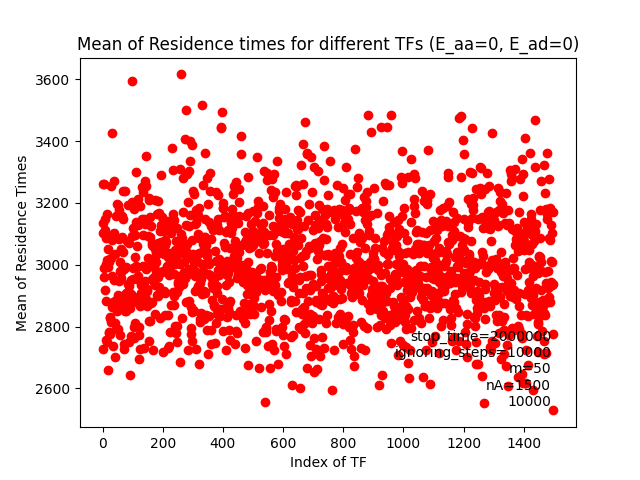 Mean of Residence times for different TFs (E_aa=0, E_ad=0)
Mean of Residence Times
3600
3400
3200
3000
2800
2600
stop_time=2000000
ignoring_steps=10000
m=50
nA=1500
10000
0 200 400 600 800 1000 1200 1400
Index of TF